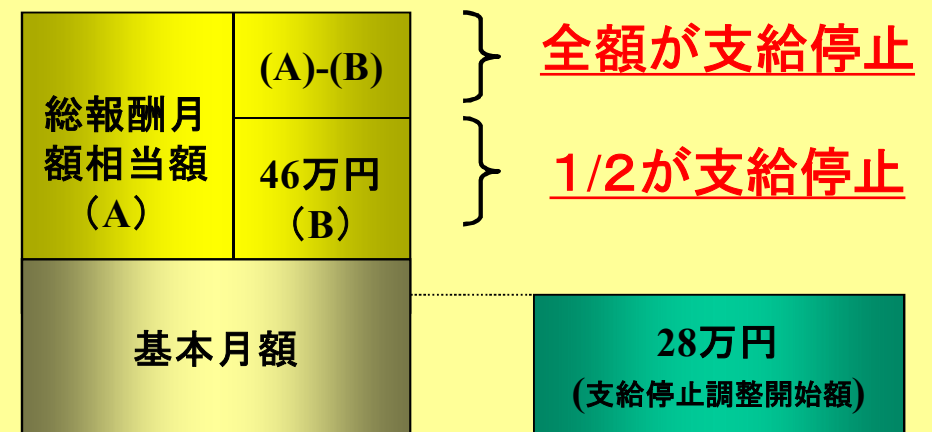 総報酬月
額相当額
（A）
(A)-(B)
46万円
（B）
全額が支給停止
1/2が支給停止
基本月額
28万円
(支給停止調整開始額)